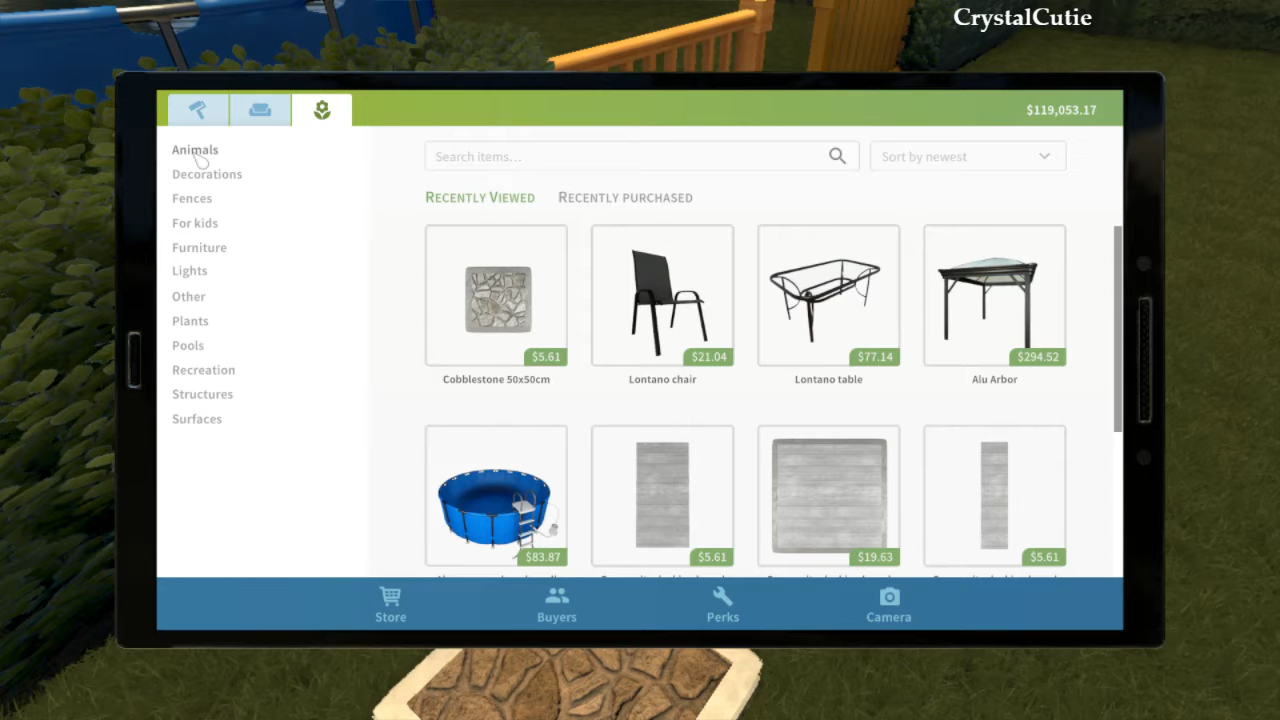 CrystalCutie
$119,053.17
Animals
Decorations
Fences
For kids
Furniture
Lights
Other
Plants
Pools
Recreation
Structures
Surfaces
Search items...
Sort by newest
RECENTLY VIEWED
RECENTLY PURCHASED
$5.61
$21.04
$77.14
$294.52
Cobblestone 50x50cm
Lontano chair
Lontano table
Alu Arbor
$83.87
$5.61
$19.63
$5.61
Store
Buyers
Perks
Camera